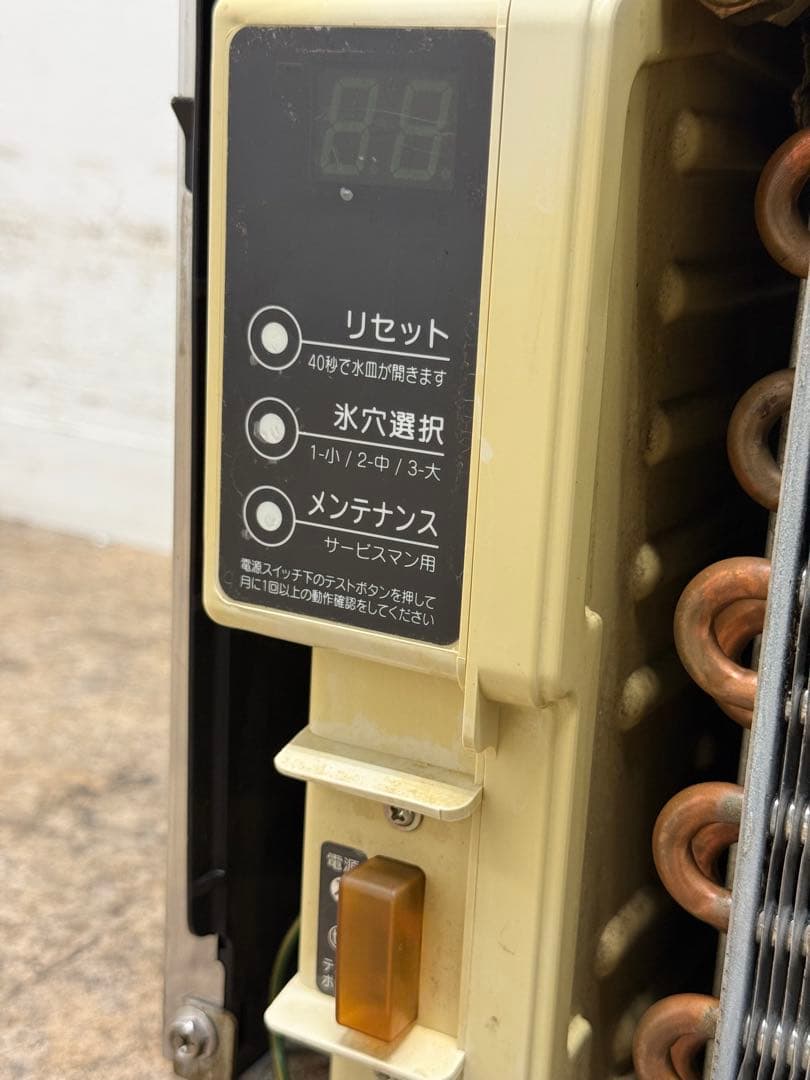 88
リセット
40秒で水皿が開きます
氷穴選択
1-小 / 2-中 / 3-大
メンテナンス
サービスマン用
電源スイッチ下のテストボタンを押して
月に1回以上の動作確認をしてください
電源